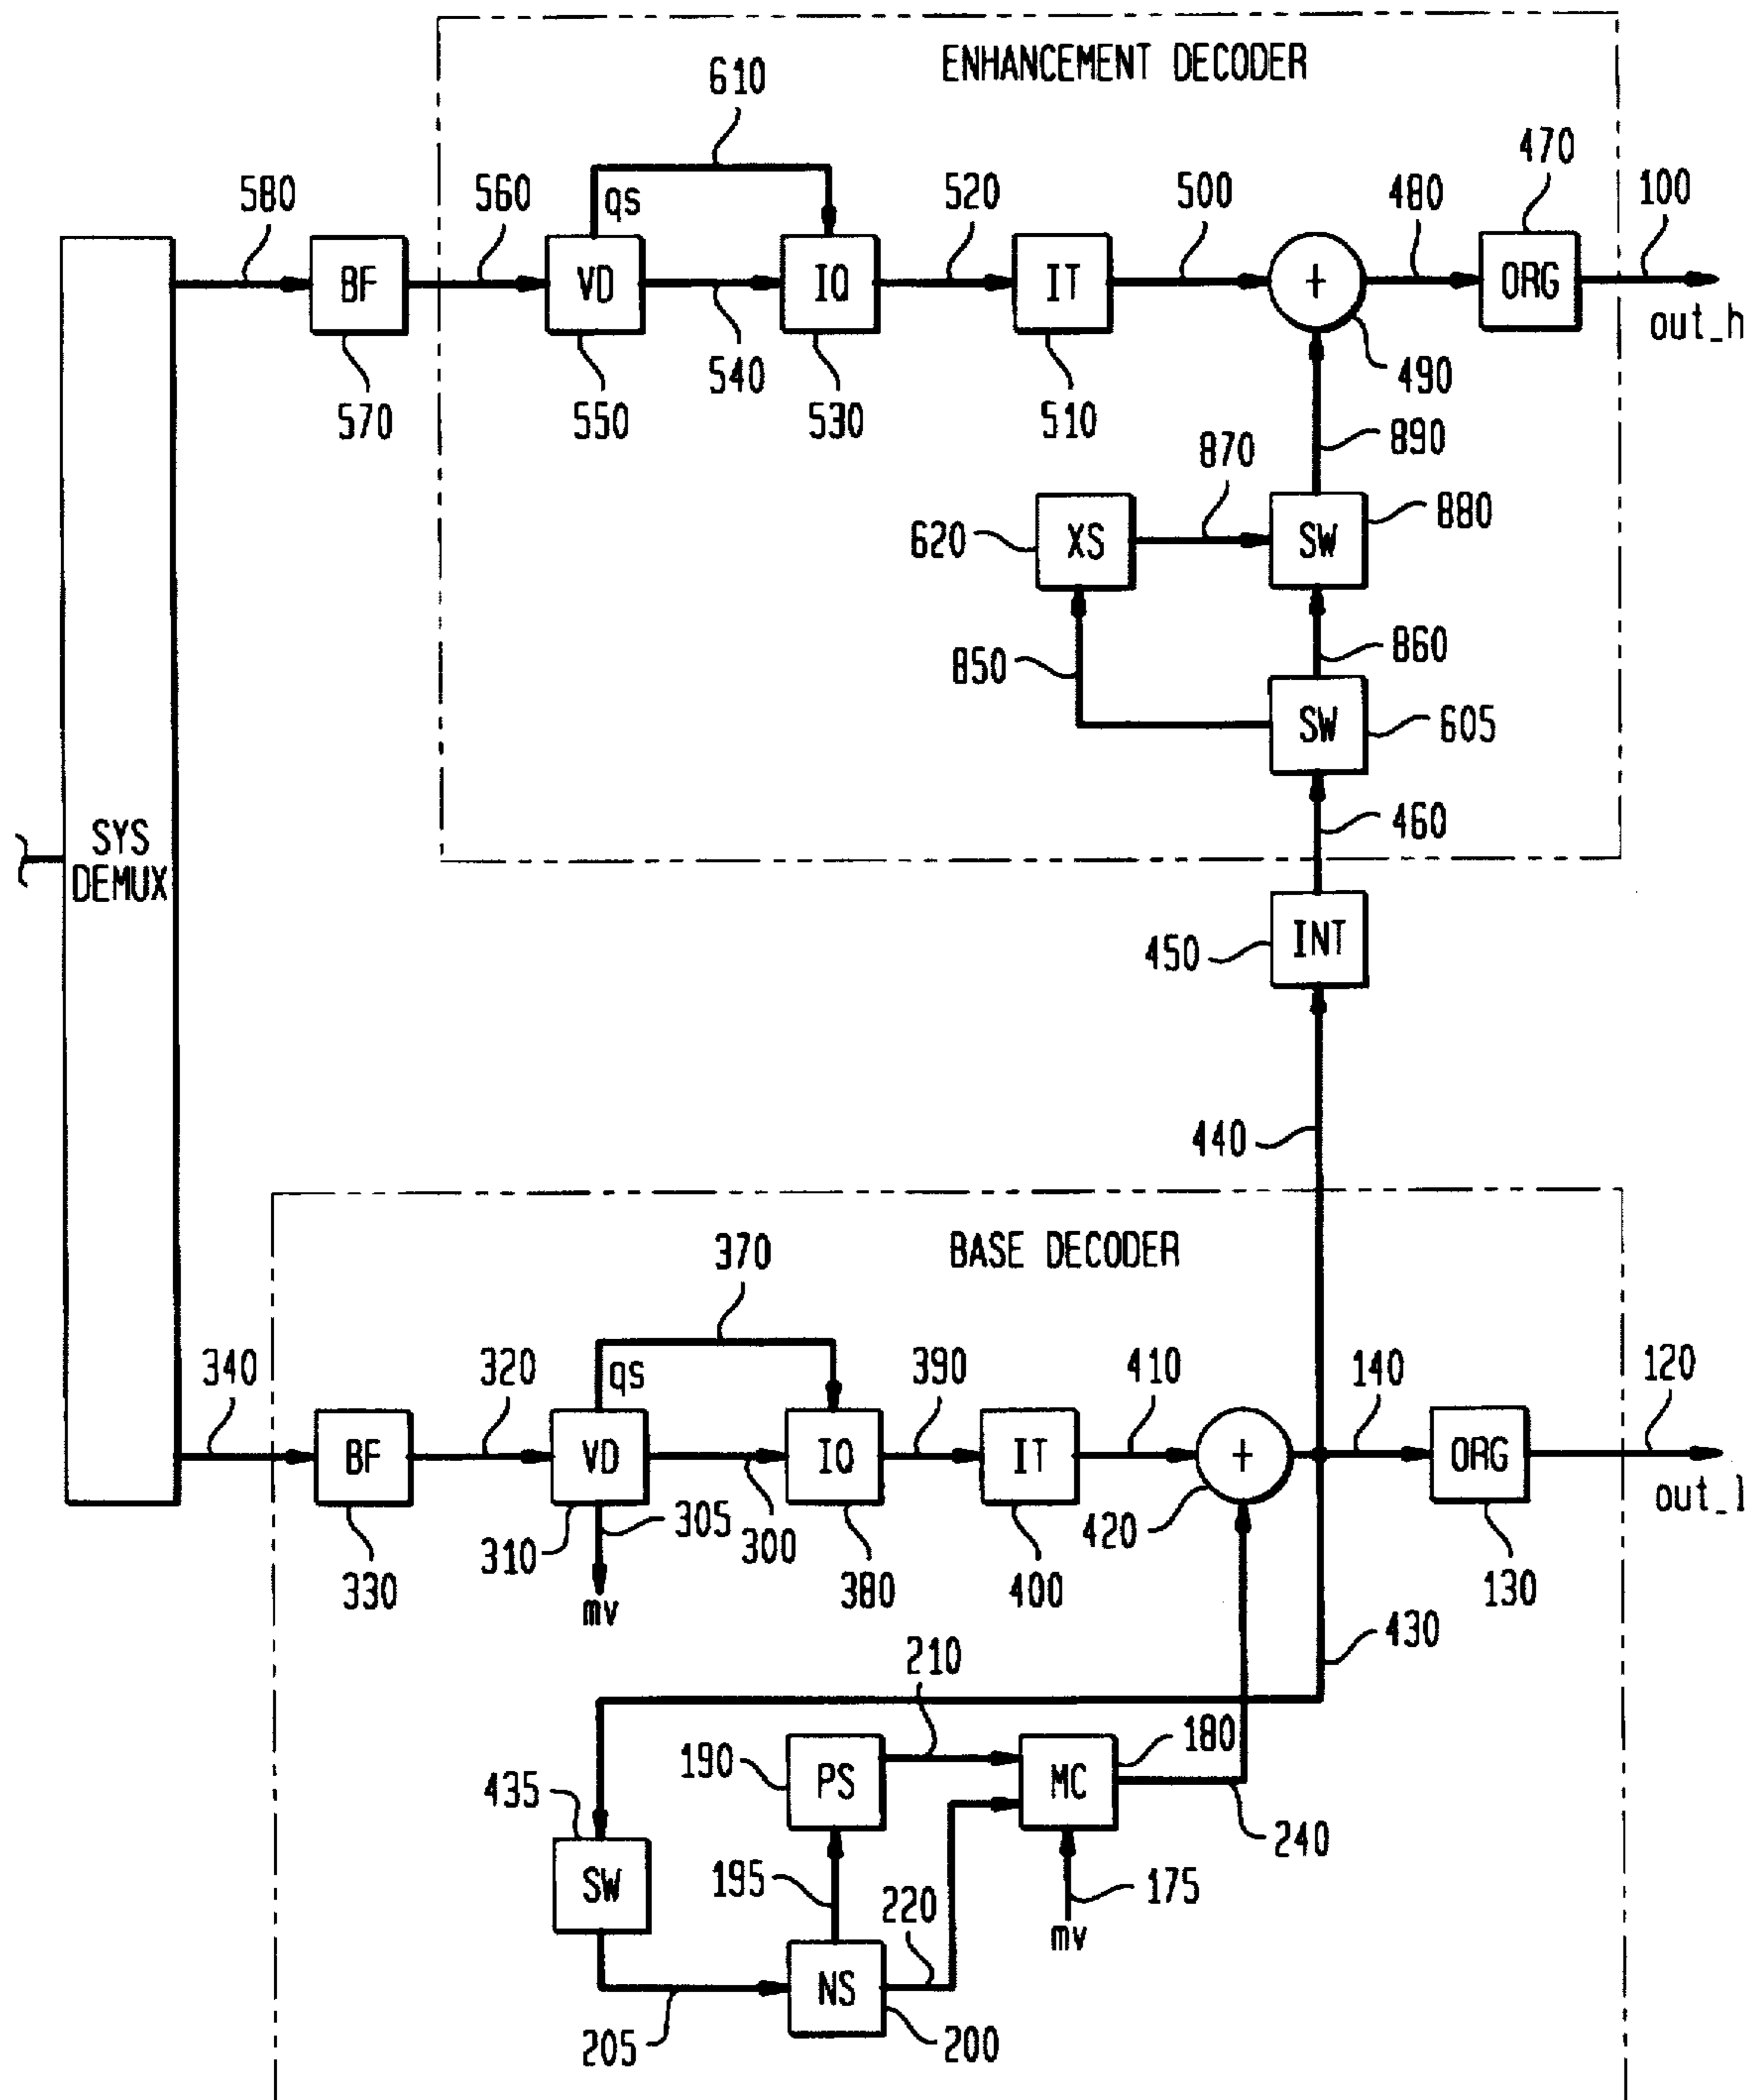 ENHANCEMENT DECODER
610
470
580
560
qs
520
500
480
100
BF
VD
IQ
IT
+
ORG
out_h
540
490
570
550
530
510
890
870
880
620
XS
SW
860
850
SW
605
460
SYS
DEMUX
INT
450
440
BASE DECODER
370
340
320
qs
390
410
140
120
BF
VD
IQ
IT
+
ORG
out_l
305
300
420
310
330
mv
380
400
130
430
210
180
190
PS
MC
435
240
SW
195
220
175
mv
NS
205
200